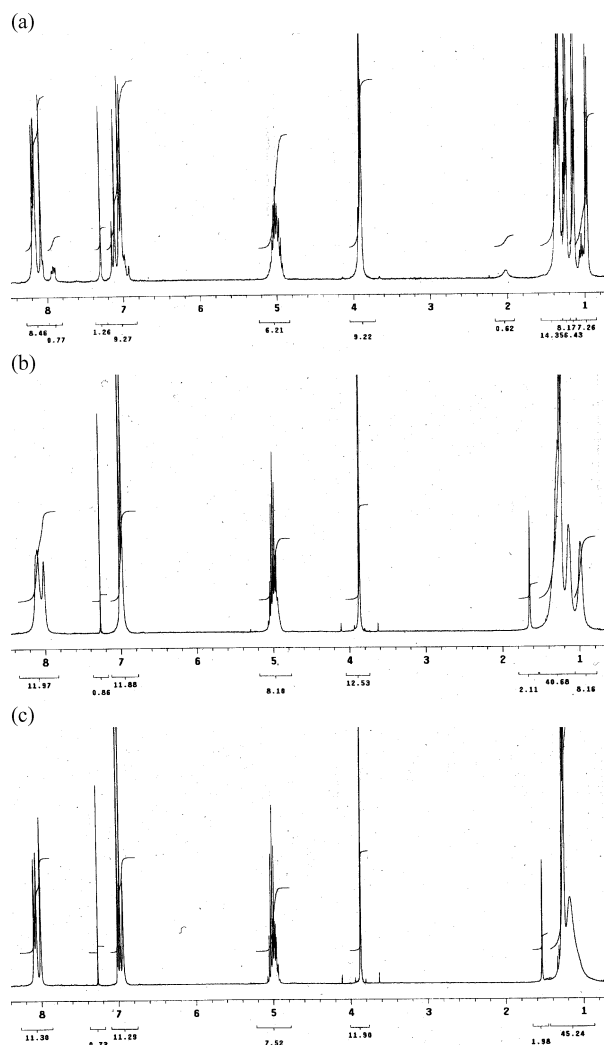 (a)
8 7 6 5 4 3 2 1
8.46 1.26 6.21 9.22 0.62 8.17 7.26
0.77 9.27 14.35 6.43
(b)
8 7 6 5 4 3 2 1
11.97 11.88 8.10 12.53 40.68
0.86 2.11 8.16
(c)
8 7 6 5 4 3 2 1
11.30 11.29 11.90 45.24
7.52 1.98